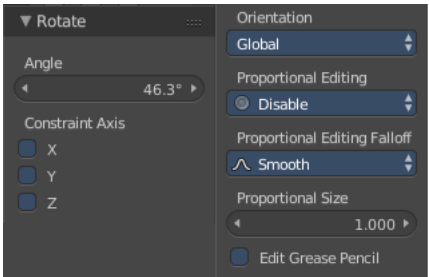 Rotate
Angle
46.3°
Constraint Axis
X
Y
Z
Orientation
Global
Proportional Editing
Disable
Proportional Editing Falloff
Smooth
Proportional Size
1.000
Edit Grease Pencil